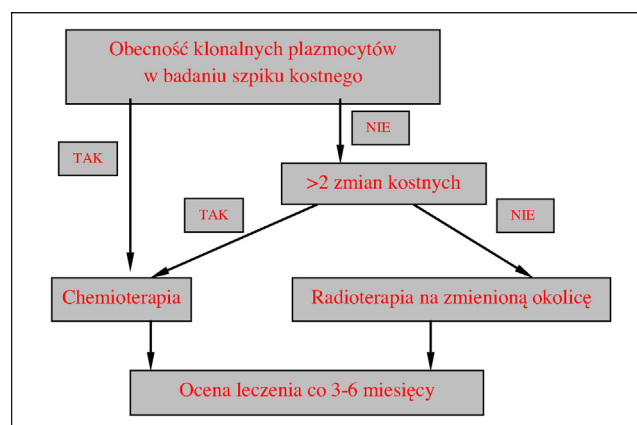 Obecność klonalnych plazmocytów
w badaniu szpiku kostnego
TAK
NIE
>2 zmian kostnych
TAK
NIE
Chemioterapia
Radioterapia na zmienioną okolicę
Ocena leczenia co 3-6 miesięcy